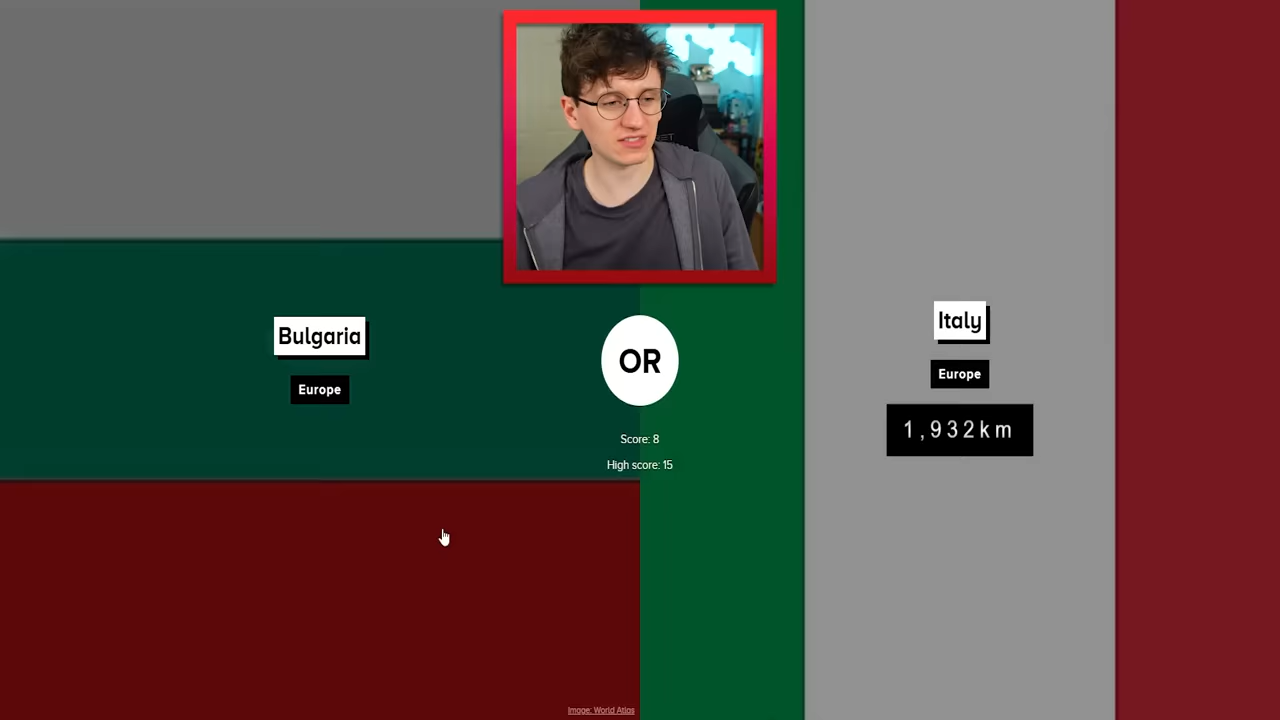 Bulgaria
Europe
OR
Score: 8
High score: 15
Italy
Europe
1,932km
Image: World Atlas